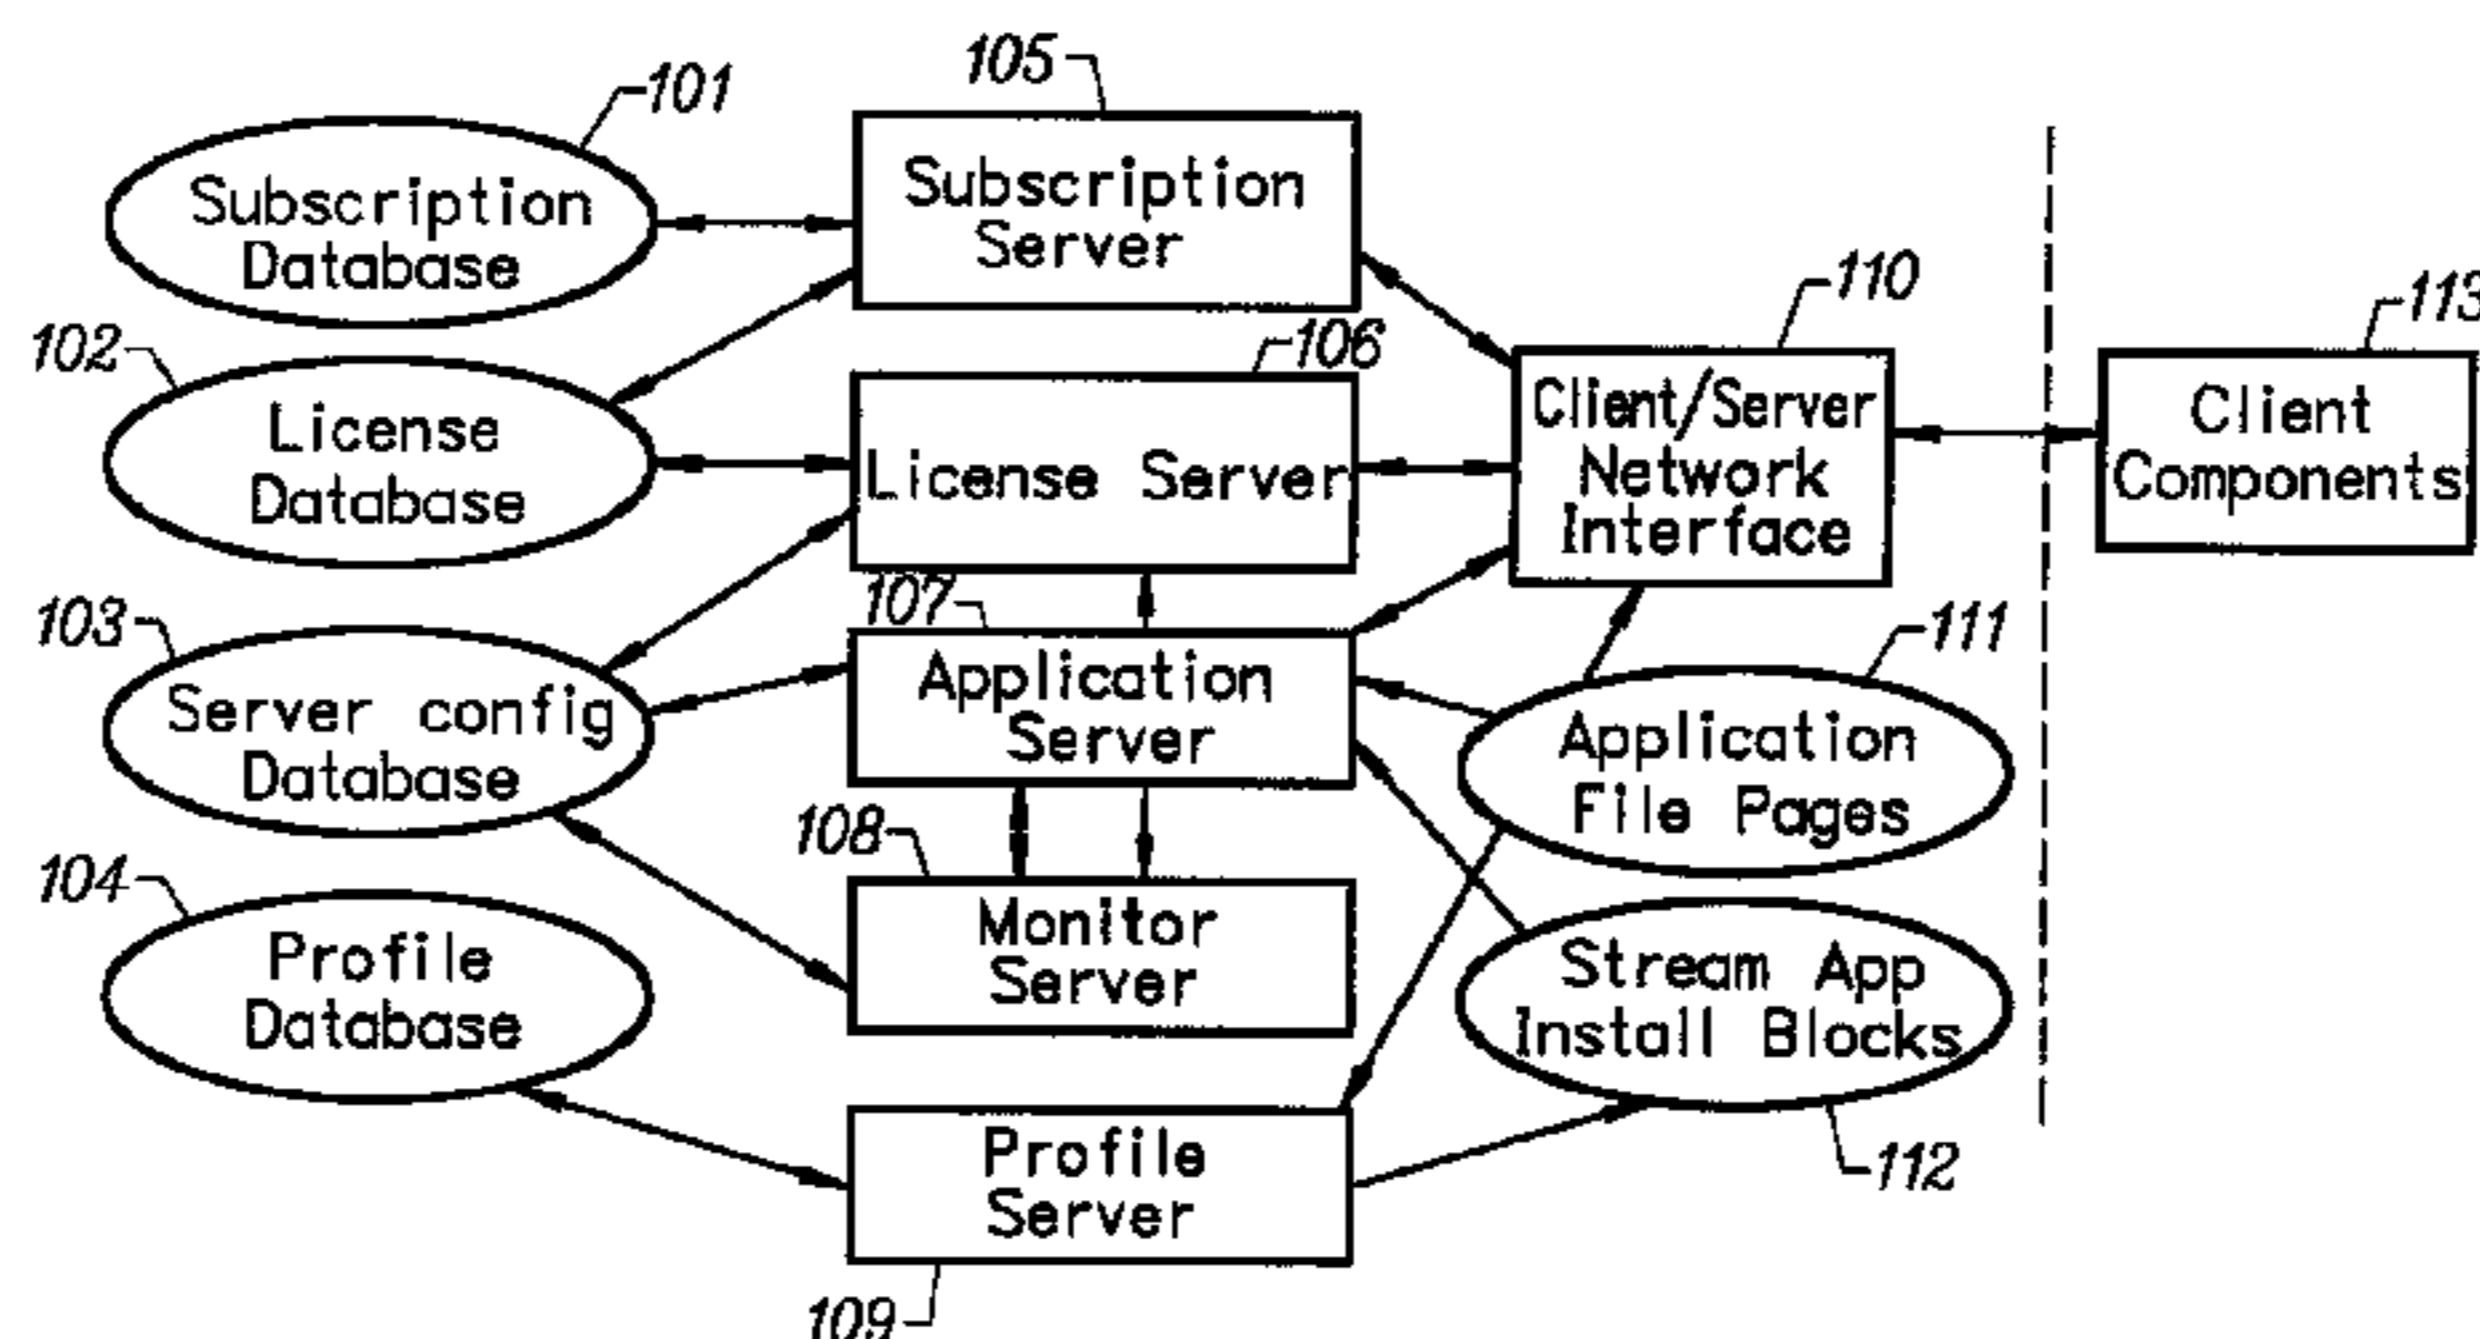 105
101
Subscription
Database
Subscription
Server
110
113
102
106
License
Database
License Server
Client/Server
Network
Interface
Client
Components
103
107
111
Server config
Database
Application
Server
Application
File Pages
108
104
Profile
Database
Monitor
Server
Stream App
Install Blocks
112
Profile
Server
109